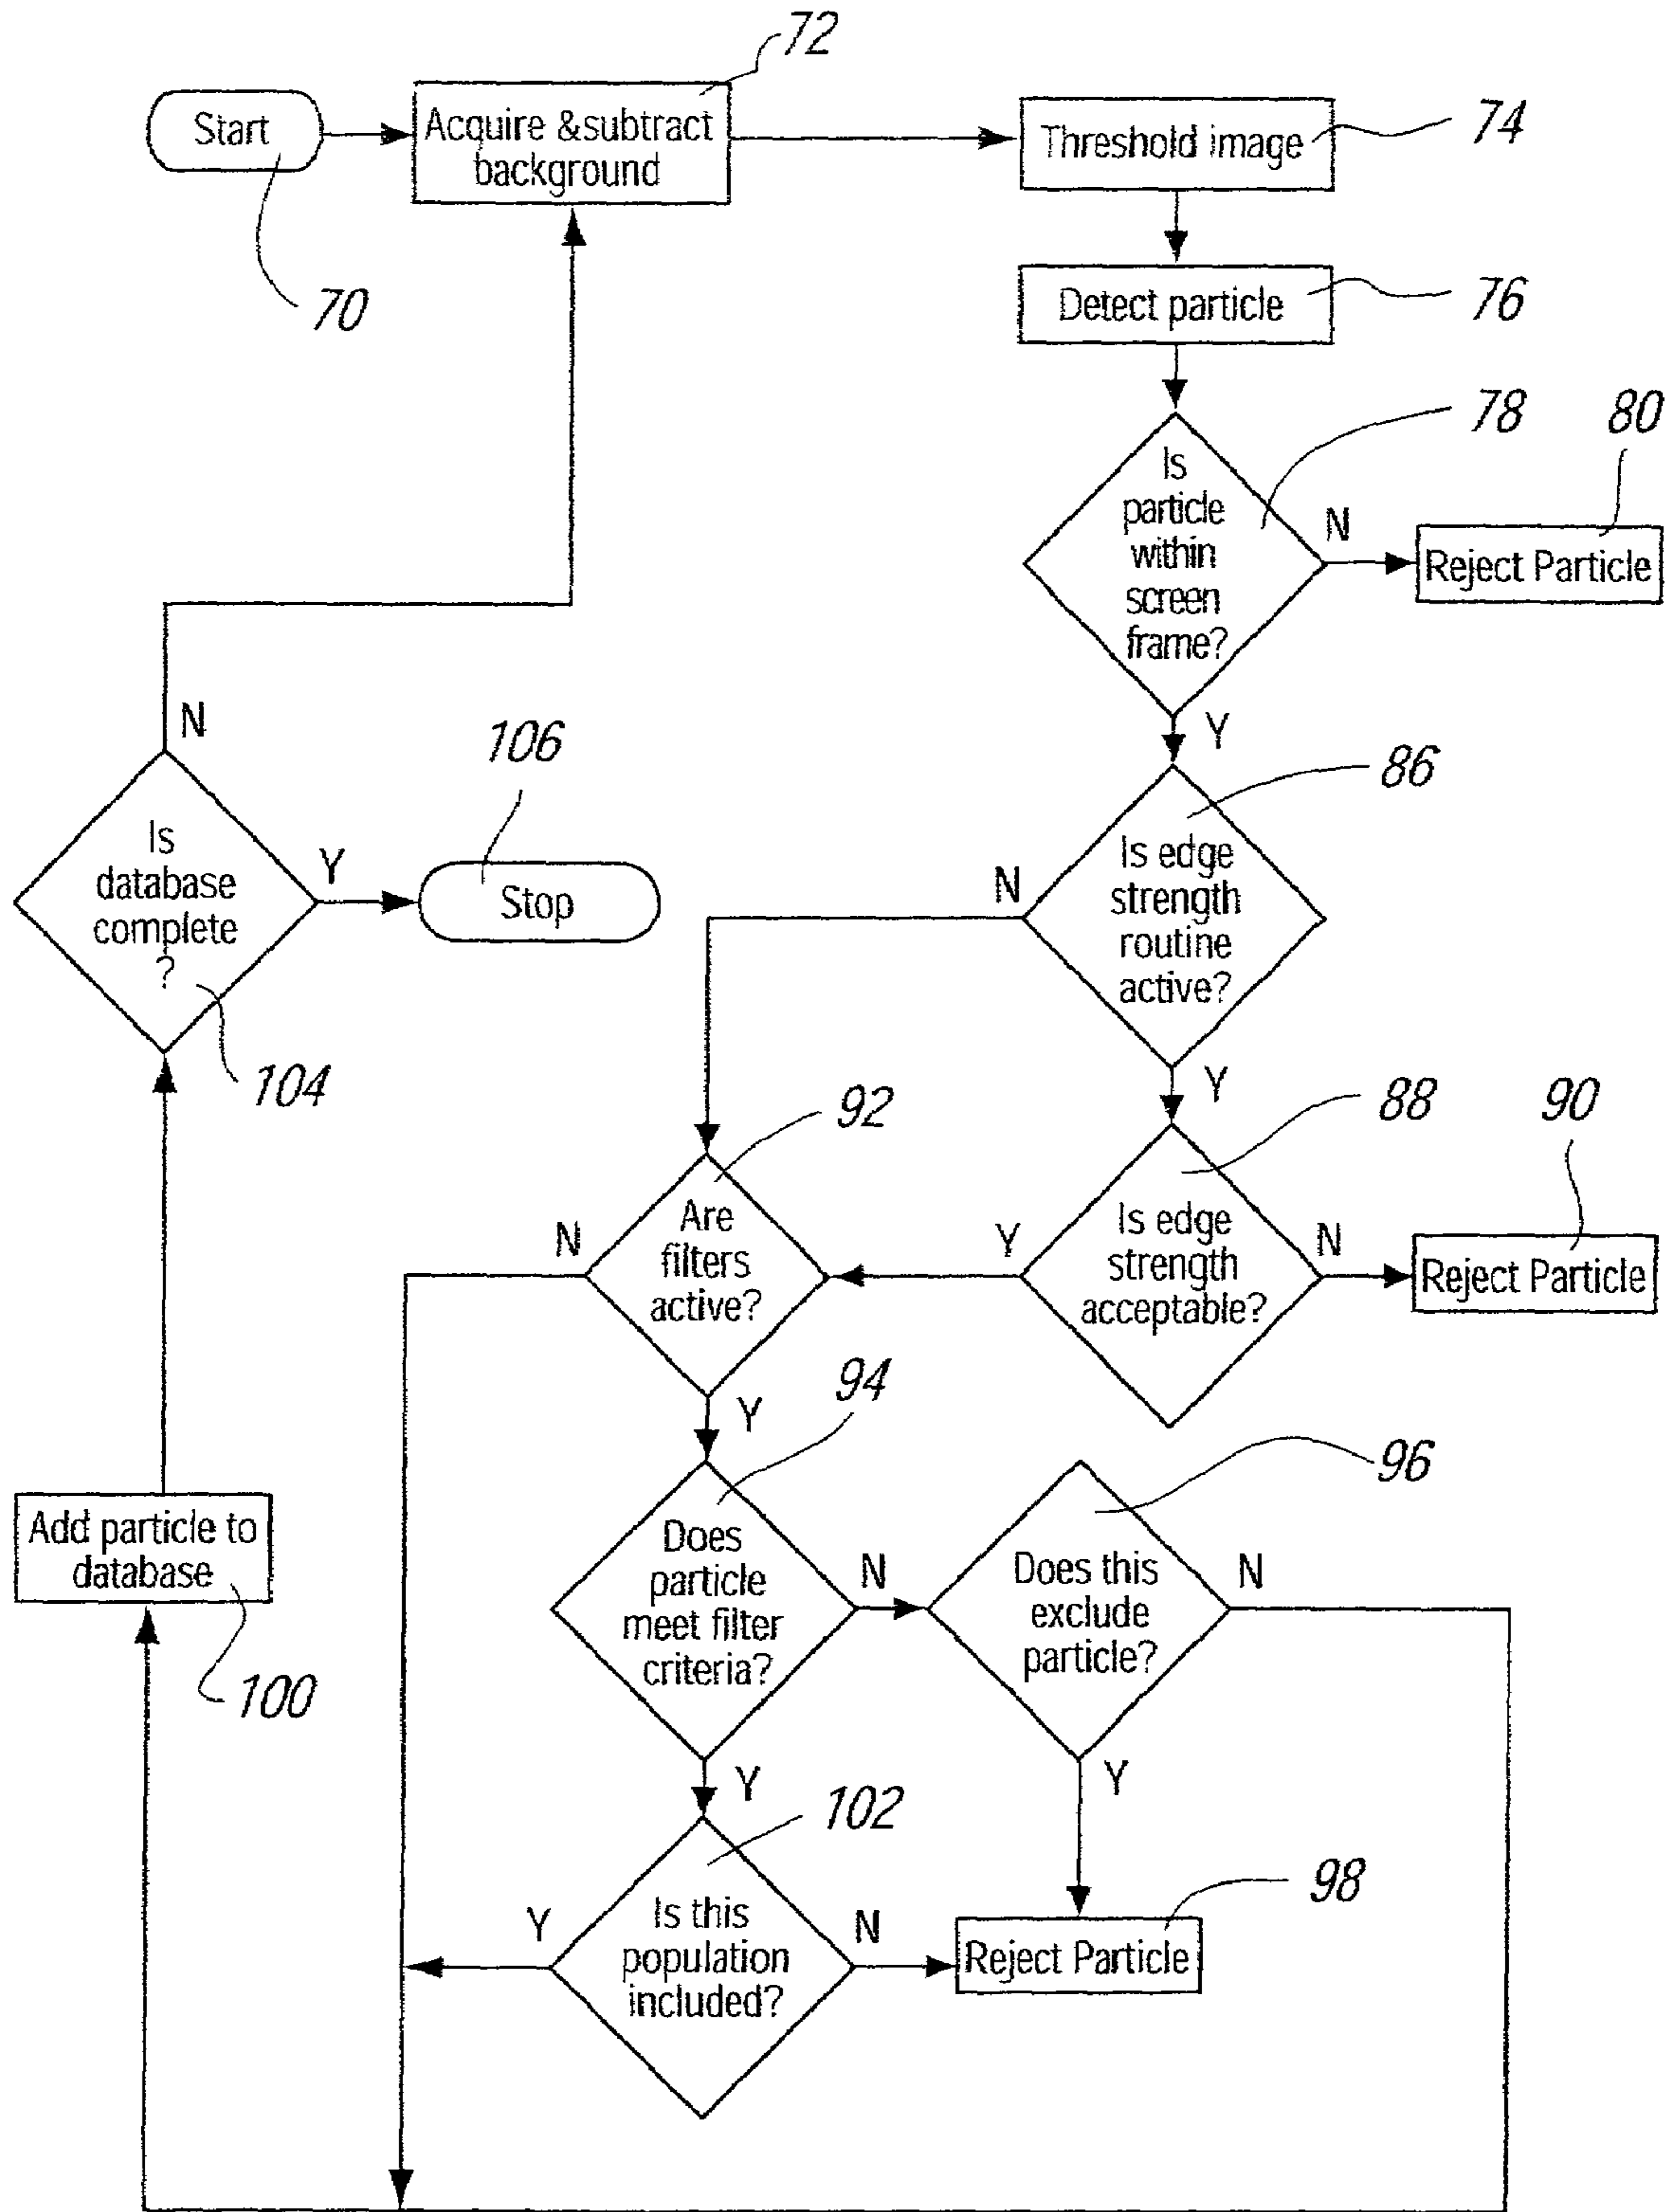 72
Start
Acquire &subtract
background
Threshold image
74
70
Detect particle
76
78
80
Is
particle
within
screen
frame?
N
Reject Particle
Y
N
106
86
Is
database
complete
?
Y
Stop
104
N
Is edge
strength
routine
active?
Y
92
88
90
N
Are
filters
active?
Y
Is edge
strength
acceptable?
N
Reject Particle
Y
94
96
Add particle to
database
100
Does
particle
meet filter
criteria?
N
Does this
exclude
particle?
N
Y
Y
102
98
Y
Is this
population
included?
N
Reject Particle